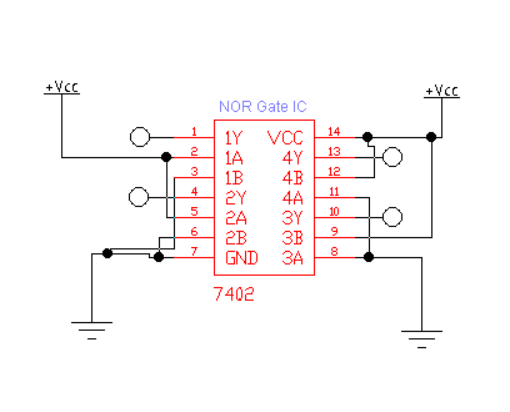 +Vcc
+Vcc
NOR Gate IC
1 1Y VCC 14
2 1A 4Y 13
3 1B 4B 12
4 2Y 4A 11
5 2A 3Y 10
6 2B 3B 9
7 GND 3A 8
7402